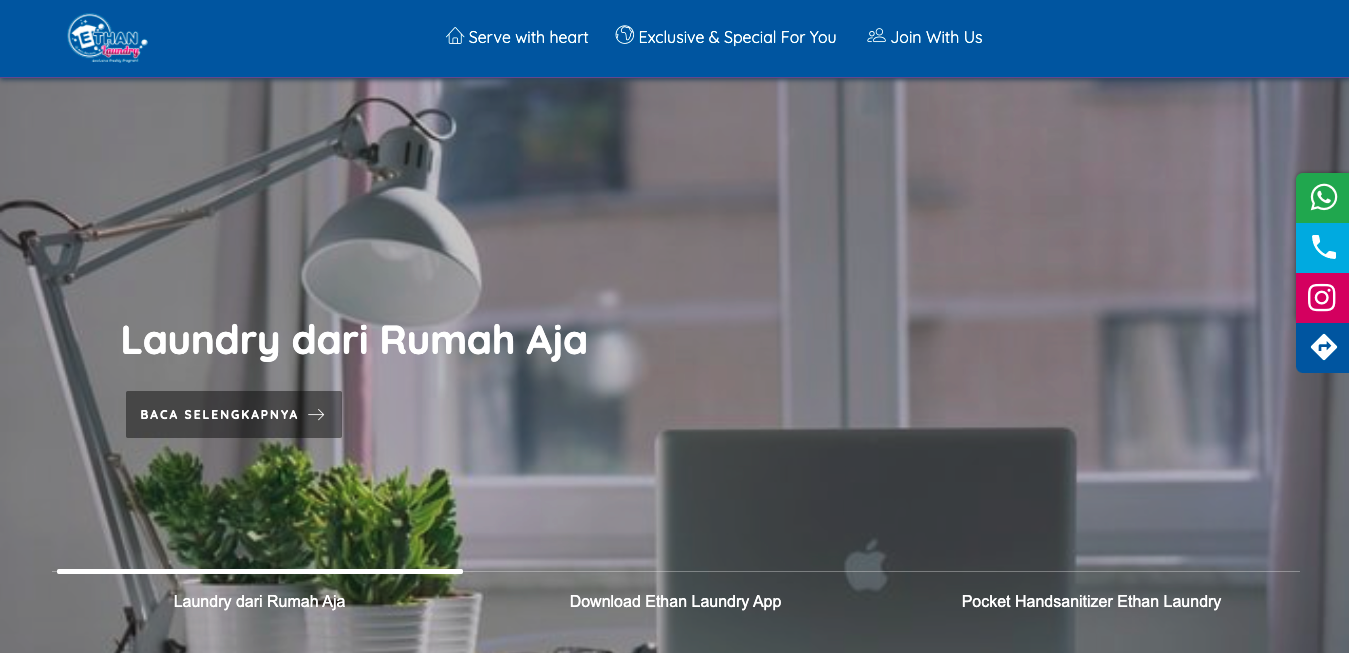 ETHAN
Laundry
Serve with heart
Exclusive & Special For You
Join With Us
Laundry dari Rumah Aja
BACA SELENGKAPNYA
Laundry dari Rumah Aja
Download Ethan Laundry App
Pocket Handsanitizer Ethan Laundry